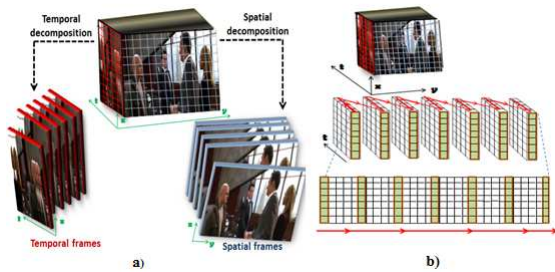 Temporal
decomposition
Spatial
decomposition
t
x
y
Temporal frames
Spatial frames
t
x
x
y
a)
t
x
y
t
b)